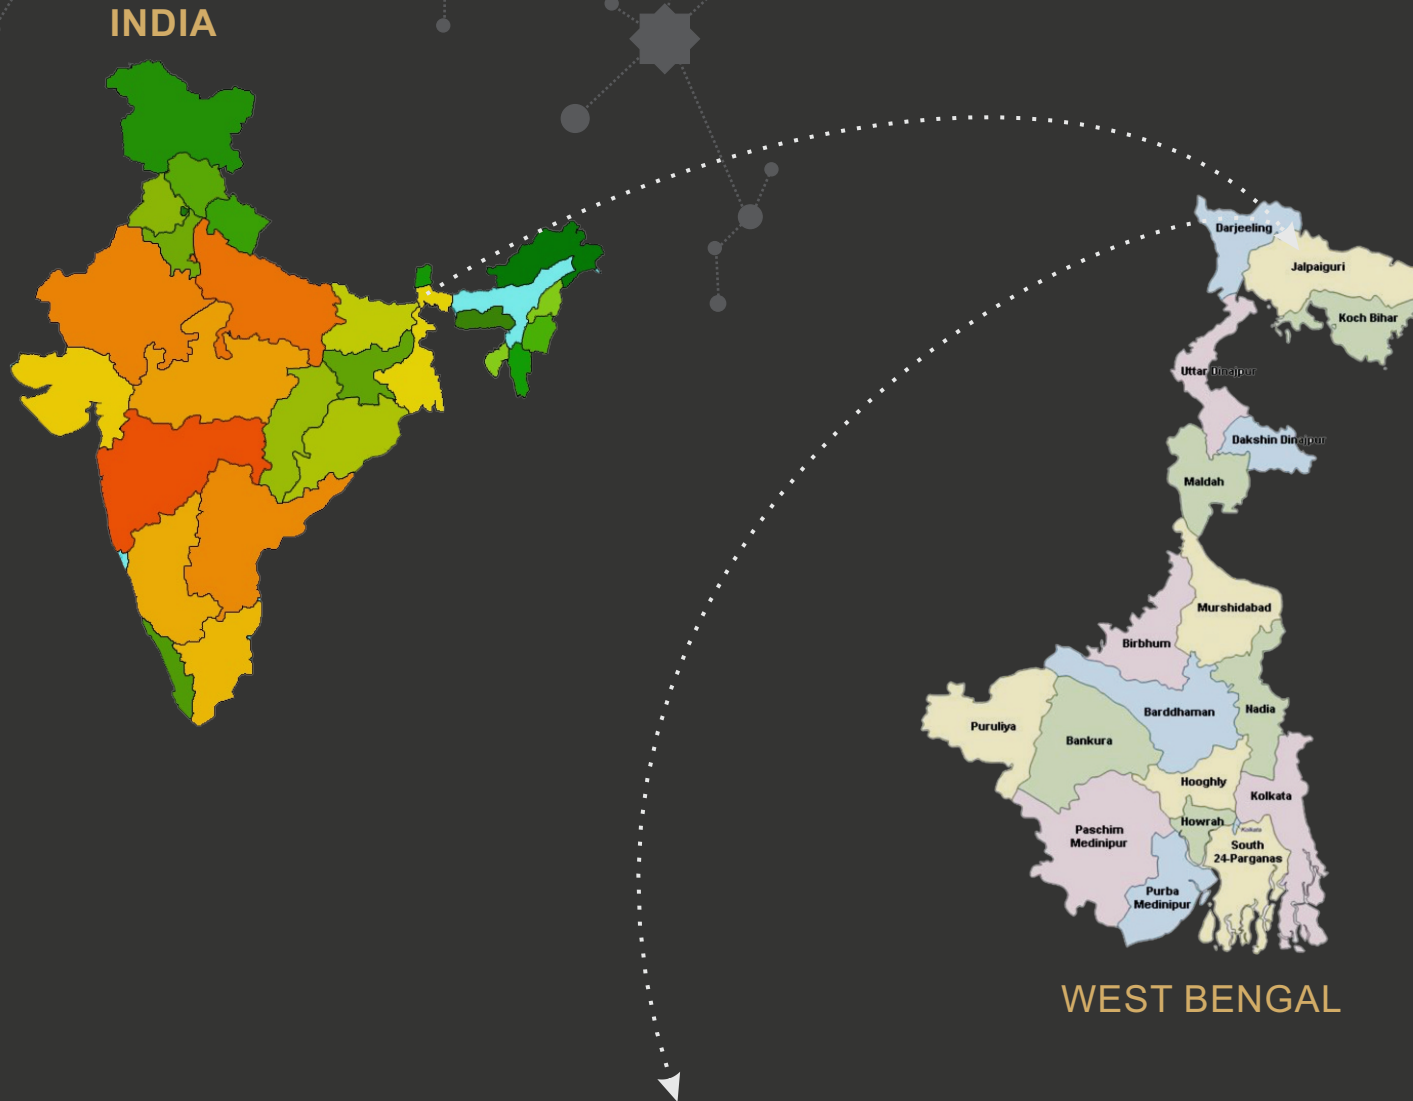 INDIA
Darjeeling
Jalpaiguri
Koch Bihar
Uttar Dinajpur
Dakshin Dinajpur
Maldah
Murshidabad
Birbhum
Barddhaman
Nadia
Puruliya
Bankura
Hooghly
Kolkata
Howrah
Kolkata
Paschim
Medinipur
South
24-Parganas
Purba
Medinipur
WEST BENGAL